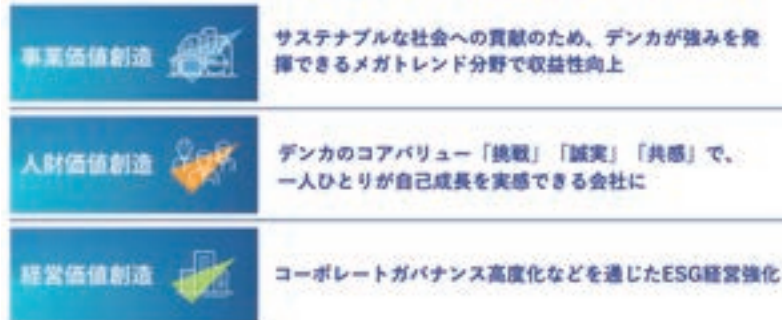 事業価値創造
サステナブルな社会への貢献のため、デンカが強みを発
揮できるメガトレンド分野で収益性向上
人財価値創造
デンカのコアバリュー「挑戦」「誠実」「共感」で、
一人ひとりが自己成長を実感できる会社に
経営価値創造
コーポレートガバナンス高度化などを通じたESG経営強化